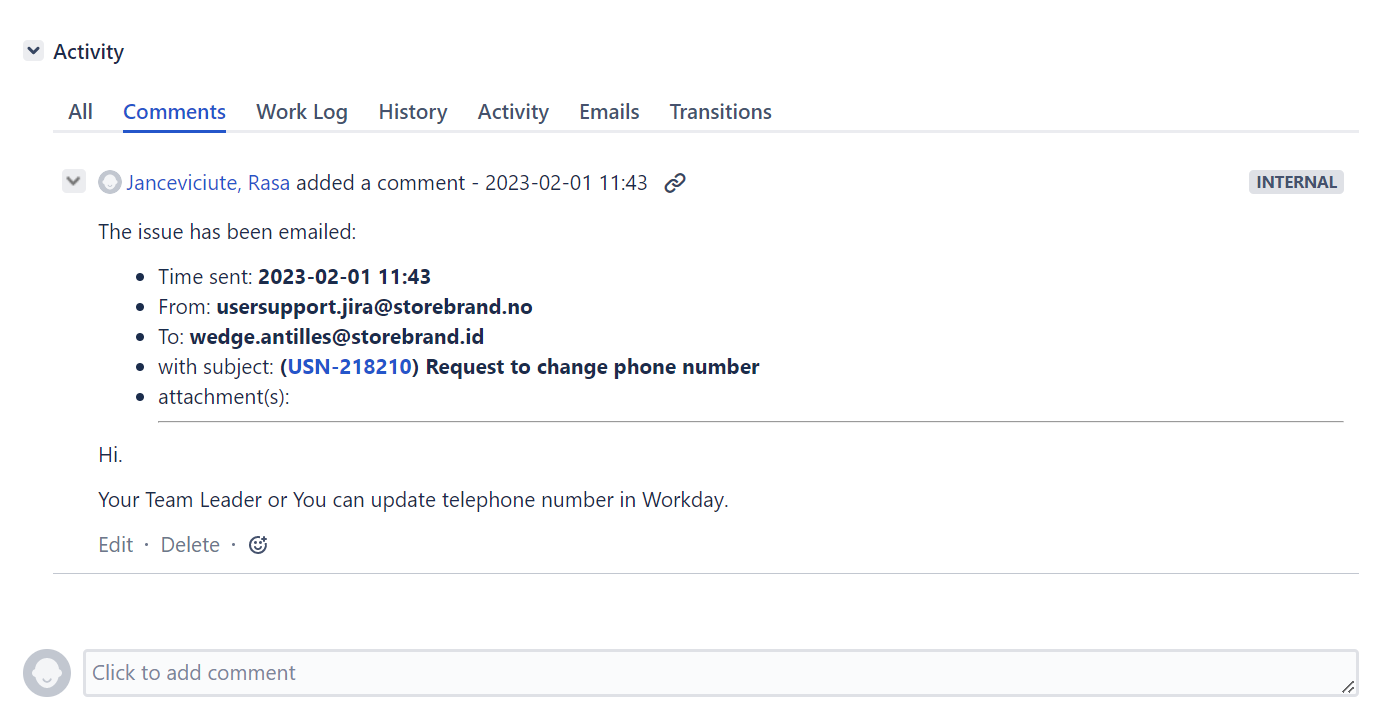 Activity
All Comments Work Log History Activity Emails Transitions
Janceviciute, Rasa added a comment - 2023-02-01 11:43 INTERNAL
The issue has been emailed:
Time sent: 2023-02-01 11:43
From: usersupport.jira@storebrand.no
To: wedge.antilles@storebrand.id
with subject: (USN-218210) Request to change phone number
attachment(s):
Hi.
Your Team Leader or You can update telephone number in Workday.
Edit · Delete ·
Click to add comment